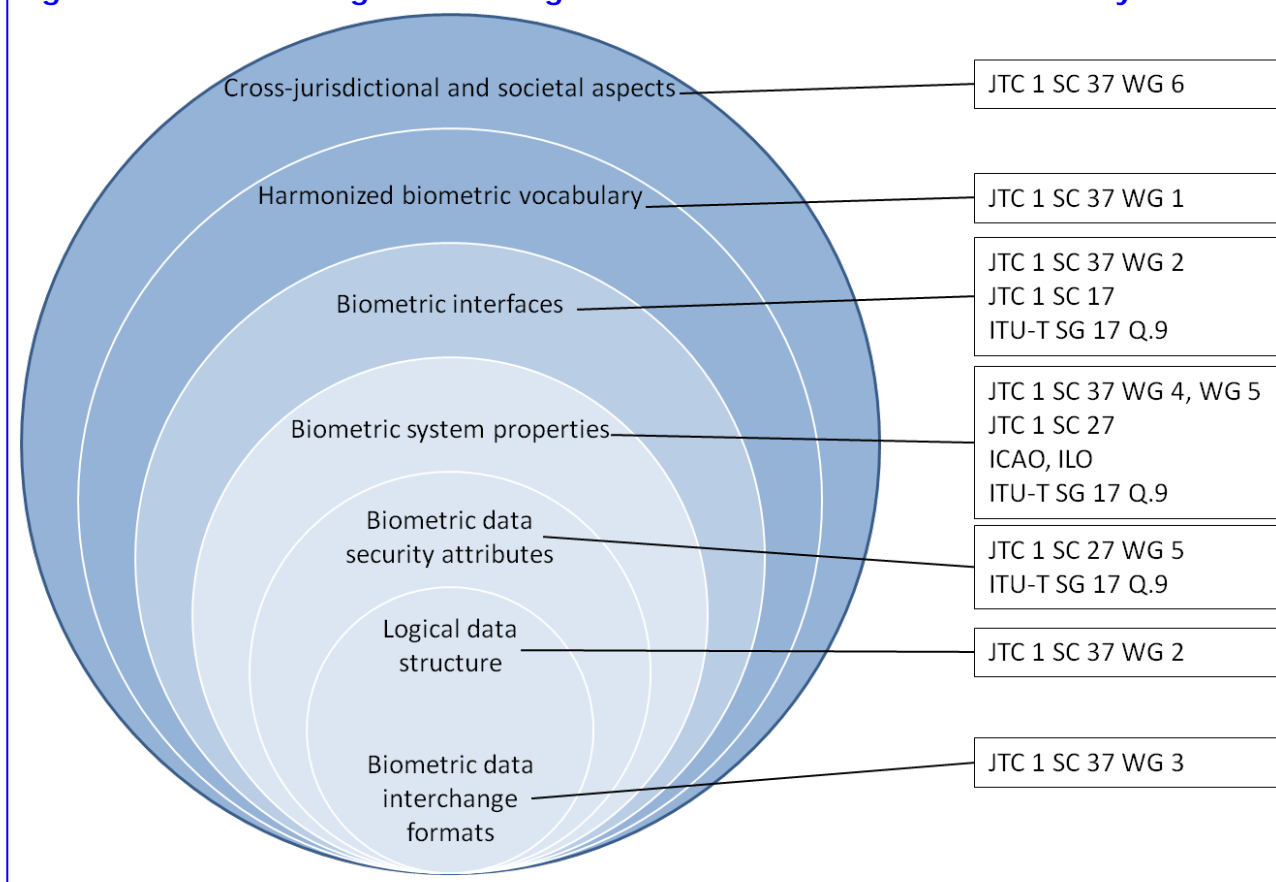 Cross-jurisdictional and societal aspects
JTC 1 SC 37 WG 6
Harmonized biometric vocabulary
JTC 1 SC 37 WG 1
Biometric interfaces
JTC 1 SC 37 WG 2
JTC 1 SC 17
ITU-T SG 17 Q.9
Biometric system properties
JTC 1 SC 37 WG 4, WG 5
JTC 1 SC 27
ICAO, ILO
ITU-T SG 17 Q.9
Biometric data
security attributes
JTC 1 SC 27 WG 5
ITU-T SG 17 Q.9
Logical data
structure
JTC 1 SC 37 WG 2
Biometric data
interchange
formats
JTC 1 SC 37 WG 3